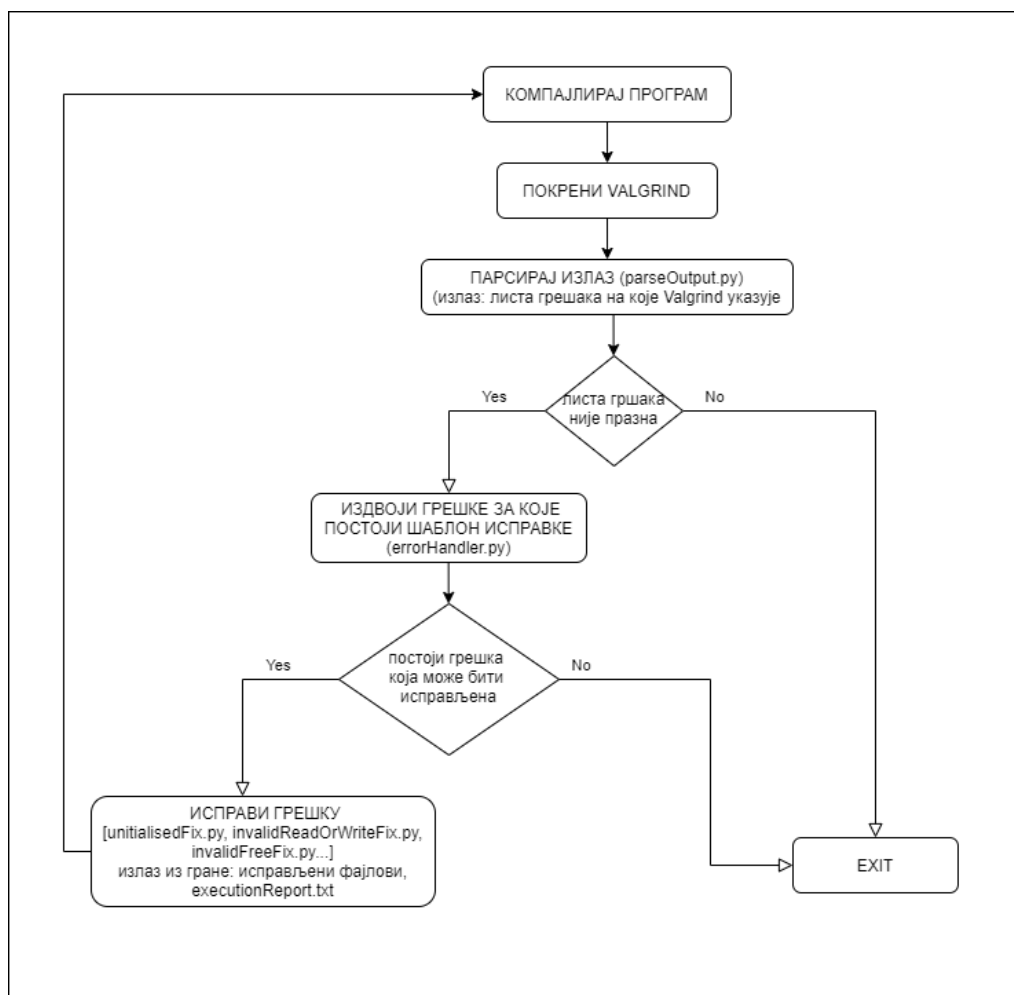 КОМПАЈЛИРАЈ ПРОГРАМ
ПОКРЕНИ VALGRIND
ПАРСИРАЈ ИЗЛАЗ (parseOutput.py)
(излаз: листа грешака на које Valgrind указује
листа гршака
није празна
Yes
No
ИЗДВОЈИ ГРЕШКЕ ЗА КОЈЕ
ПОСТОЈИ ШАБЛОН ИСПРАВКЕ
(errorHandler.py)
постоји грешка
која може бити
исправљена
Yes
No
ИСПРАВИ ГРЕШКУ
[unitialisedFix.py, invalidReadOrWriteFix.py,
invalidFreeFix.py...]
излаз из гране: исправљени фајлови,
executionReport.txt
EXIT